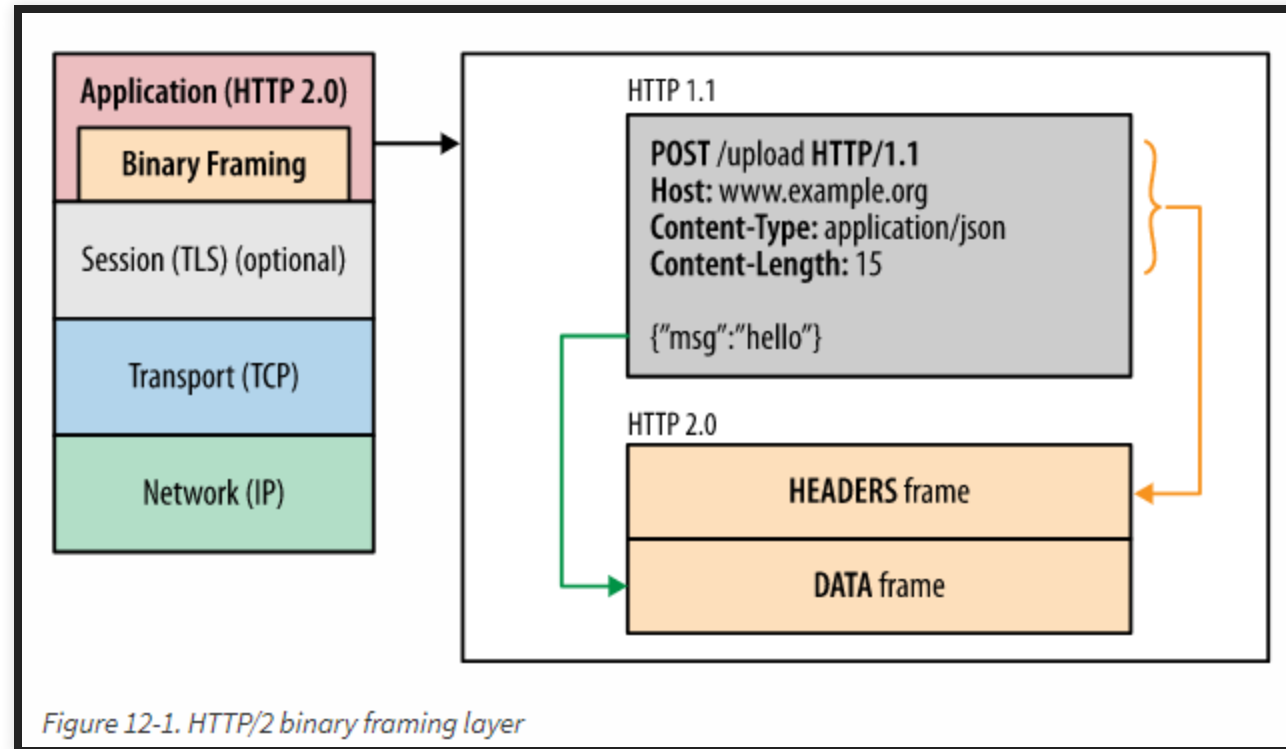 Application (HTTP 2.0)
Binary Framing
Session (TLS) (optional)
Transport (TCP)
Network (IP)
HTTP 1.1
POST /upload HTTP/1.1
Host: www.example.org
Content-Type: application/json
Content-Length: 15
{"msg":"hello"}
HTTP 2.0
HEADERS frame
DATA frame
Figure 12-1. HTTP/2 binary framing layer